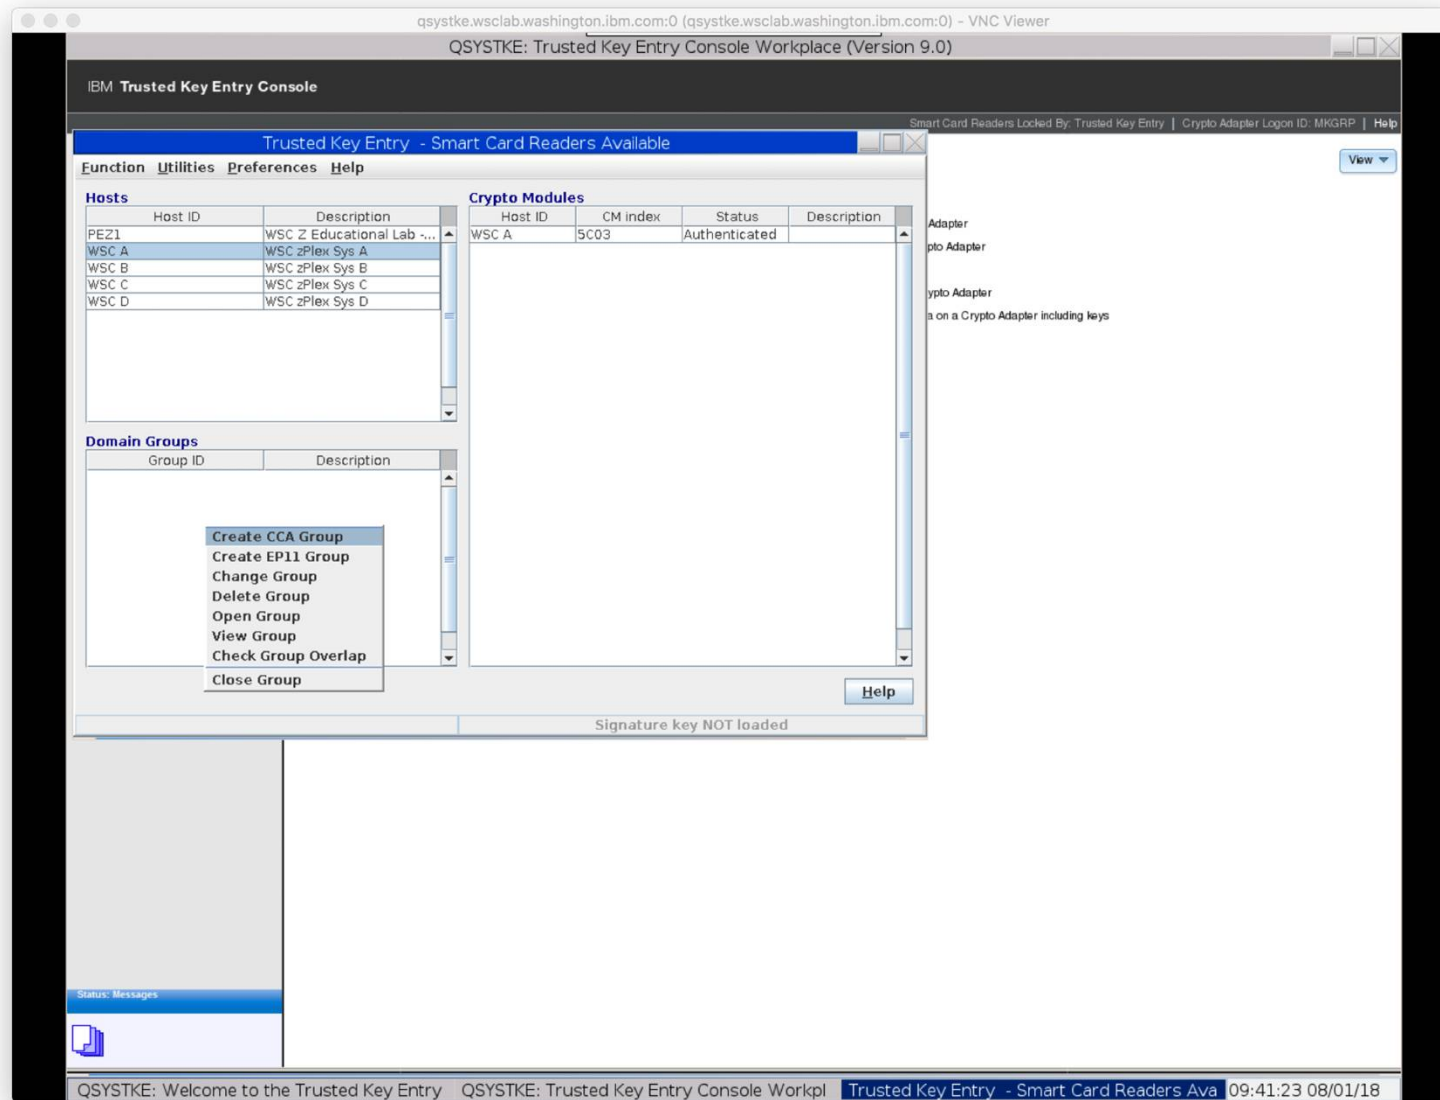 qsystke.wsclab.washington.ibm.com:0 (qsystke.wsclab.washington.ibm.com:0) - VNC Viewer
QSYSTKE: Trusted Key Entry Console Workplace (Version 9.0)
IBM Trusted Key Entry Console
Smart Card Readers Locked By: Trusted Key Entry | Crypto Adapter Logon ID: MKGRP | Help
Trusted Key Entry - Smart Card Readers Available
View
Function Utilities Preferences Help
Hosts
Host ID Description
PEZ1 WSC Z Educational Lab -...
WSC A WSC zPlex Sys A
WSC B WSC zPlex Sys B
WSC C WSC zPlex Sys C
WSC D WSC zPlex Sys D
Crypto Modules
Host ID CM index Status Description
WSC A 5C03 Authenticated
Adapter
pto Adapter
ypto Adapter
a on a Crypto Adapter including keys
Domain Groups
Group ID Description
Create CCA Group
Create EP11 Group
Change Group
Delete Group
Open Group
View Group
Check Group Overlap
Close Group
Help
Signature key NOT loaded
Status: Messages
QSYSTKE: Welcome to the Trusted Key Entry QSYSTKE: Trusted Key Entry Console Workpl Trusted Key Entry - Smart Card Readers Ava 09:41:23 08/01/18